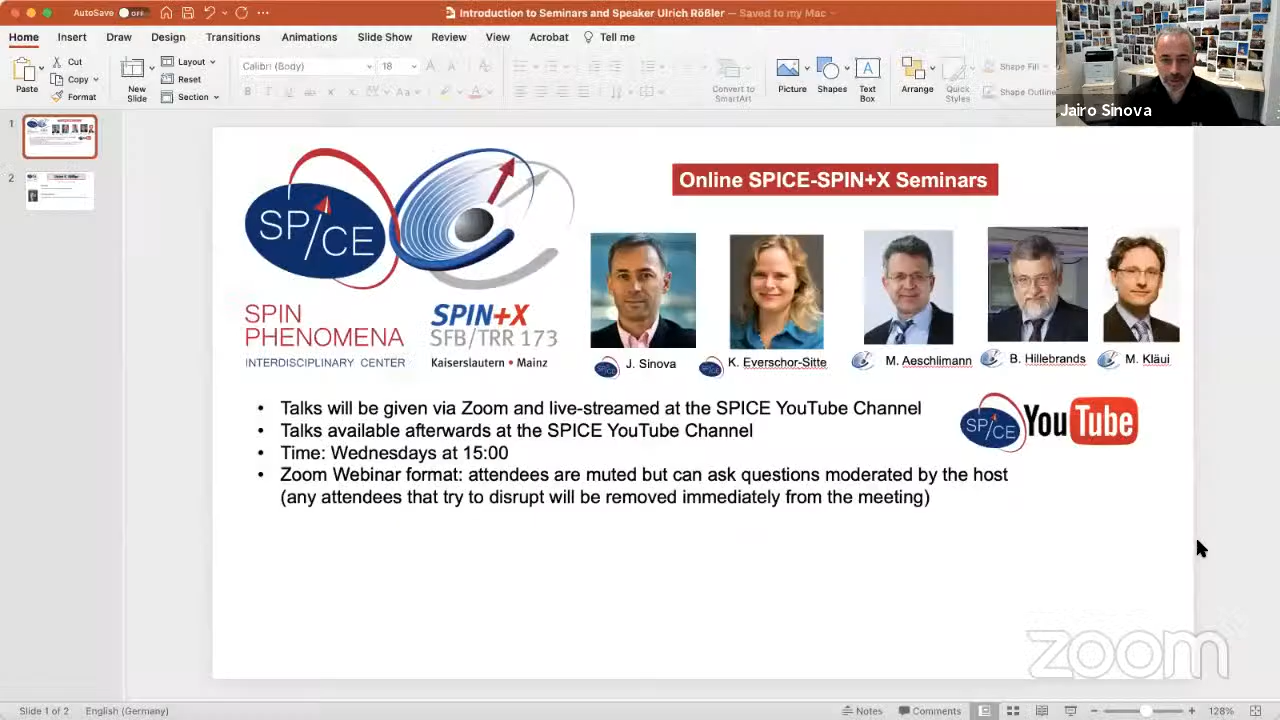 AutoSave OFF
Introduction to Seminars and Speaker Ulrich Rößler — Saved to my Mac
Home Insert Draw Design Transitions Animations Slide Show Review View Acrobat Tell me
Paste
Cut
Copy
Format
New Slide
Layout
Reset
Section
Calibri (Body)
Convert to SmartArt
Picture
Shapes
Text Box
Arrange
Quick Styles
Shape Fill
Shape Outline
Jairo Sinova
1
2
SPICE
SPIN
PHENOMENA
INTERDISCIPLINARY CENTER
SPIN+X
SFB/TRR 173
Kaiserslautern • Mainz
Online SPICE-SPIN+X Seminars
J. Sinova
K. Everschor-Sitte
M. Aeschlimann
B. Hillebrands
M. Kläui
• Talks will be given via Zoom and live-streamed at the SPICE YouTube Channel
• Talks available afterwards at the SPICE YouTube Channel
• Time: Wednesdays at 15:00
• Zoom Webinar format: attendees are muted but can ask questions moderated by the host
(any attendees that try to disrupt will be removed immediately from the meeting)
SPICE YouTube
zoom
Slide 1 of 2 English (Germany)
Notes Comments 128%